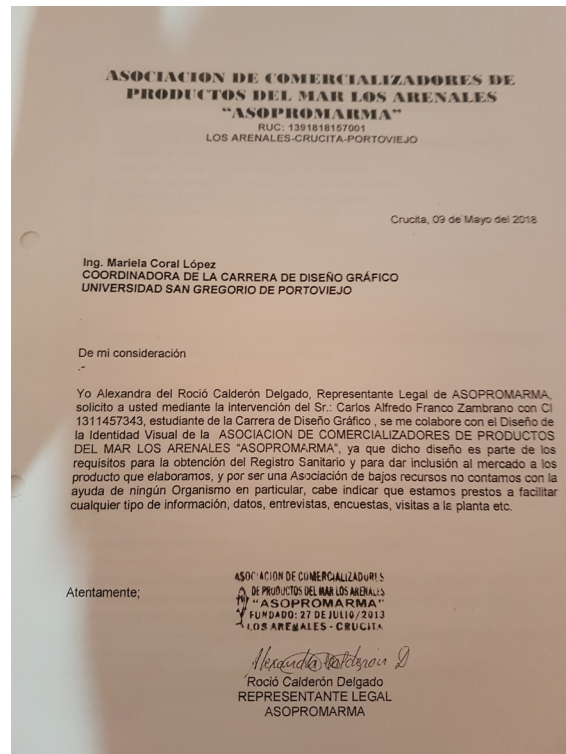 ASOCIACION DE COMERCIALIZADORES DE
PRODUCTOS DEL MAR LOS ARENALES
“ASOPROMARMA”
RUC: 1391818157001
LOS ARENALES-CRUCITA-PORTOVIEJO
Crucita, 09 de Mayo del 2018
Ing. Mariela Coral López
COORDINADORA DE LA CARRERA DE DISEÑO GRÁFICO
UNIVERSIDAD SAN GREGORIO DE PORTOVIEJO
De mi consideración
.-
Yo Alexandra del Roció Calderón Delgado, Representante Legal de ASOPROMARMA,
solicito a usted mediante la intervención del Sr.: Carlos Alfredo Franco Zambrano con CI
1311457343, estudiante de la Carrera de Diseño Gráfico , se me colabore con el Diseño de
la Identidad Visual de la ASOCIACION DE COMERCIALIZADORES DE PRODUCTOS
DEL MAR LOS ARENALES “ASOPROMARMA”, ya que dicho diseño es parte de los
requisitos para la obtención del Registro Sanitario y para dar inclusión al mercado a los
producto que elaboramos, y por ser una Asociación de bajos recursos no contamos con la
ayuda de ningún Organismo en particular, cabe indicar que estamos prestos a facilitar
cualquier tipo de información, datos, entrevistas, encuestas, visitas a la planta etc.
Atentamente;
ASOCIACION DE COMERCIALIZADORES
DE PRODUCTOS DEL MAR LOS ARENALES
“ASOPROMARMA”
FUNDADO: 27 DE JULIO/2013
LOS ARENALES - CRUCITA
Alexandra Calderón D
Roció Calderón Delgado
REPRESENTANTE LEGAL
ASOPROMARMA